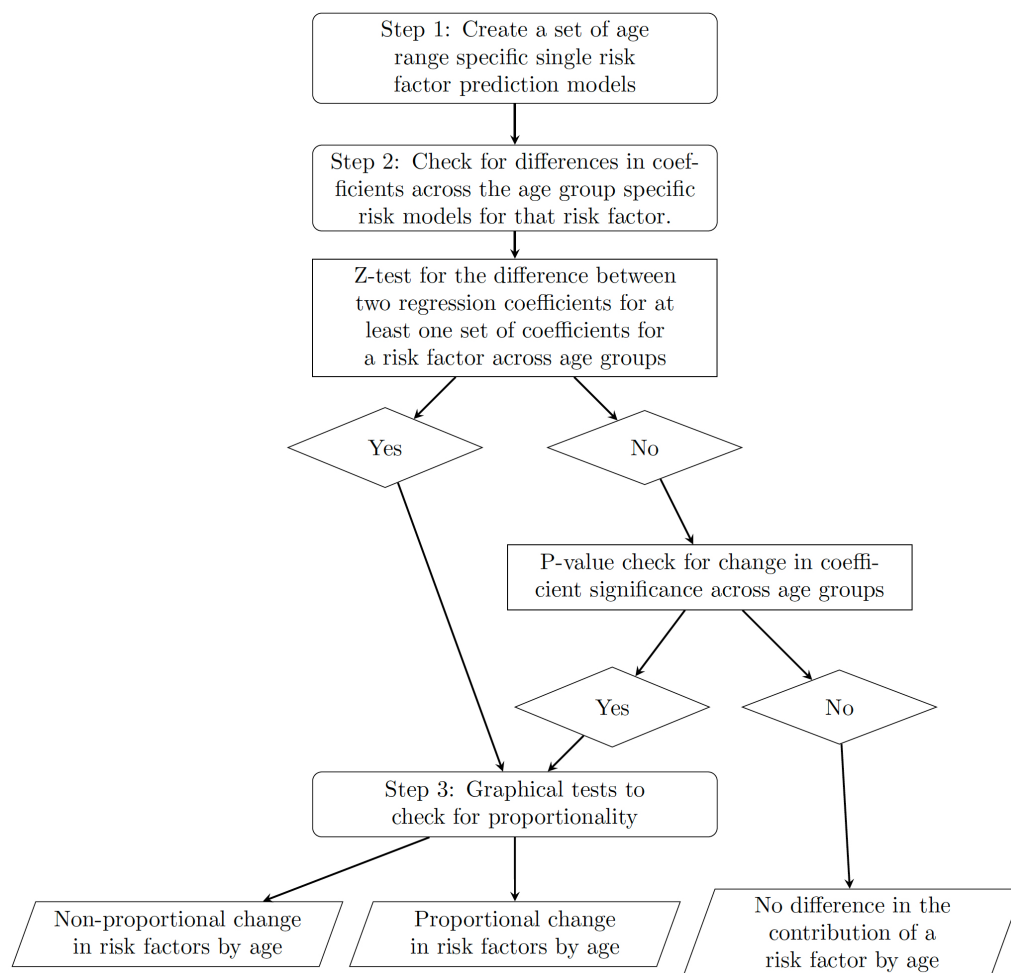 Step 1: Create a set of age
range specific single risk
factor prediction models
Step 2: Check for differences in coef-
ficients across the age group specific
risk models for that risk factor.
Z-test for the difference between
two regression coefficients for at
least one set of coefficients for
a risk factor across age groups
Yes
No
P-value check for change in coeffi-
cient significance across age groups
Yes
No
Step 3: Graphical tests to
check for proportionality
Non-proportional change
in risk factors by age
Proportional change
in risk factors by age
No difference in the
contribution of a
risk factor by age